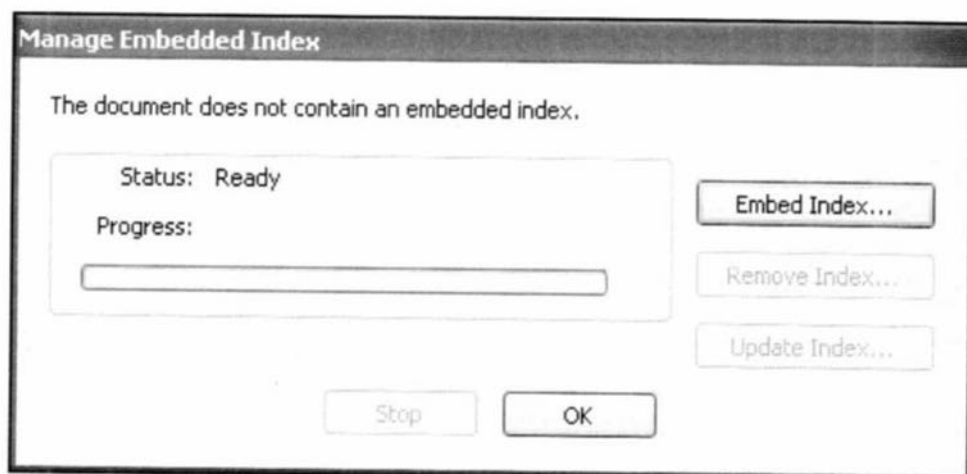 Manage Embedded Index
The document does not contain an embedded index.
Status: Ready
Embed Index...
Progress:
Remove Index...
Update Index...
Stop
OK